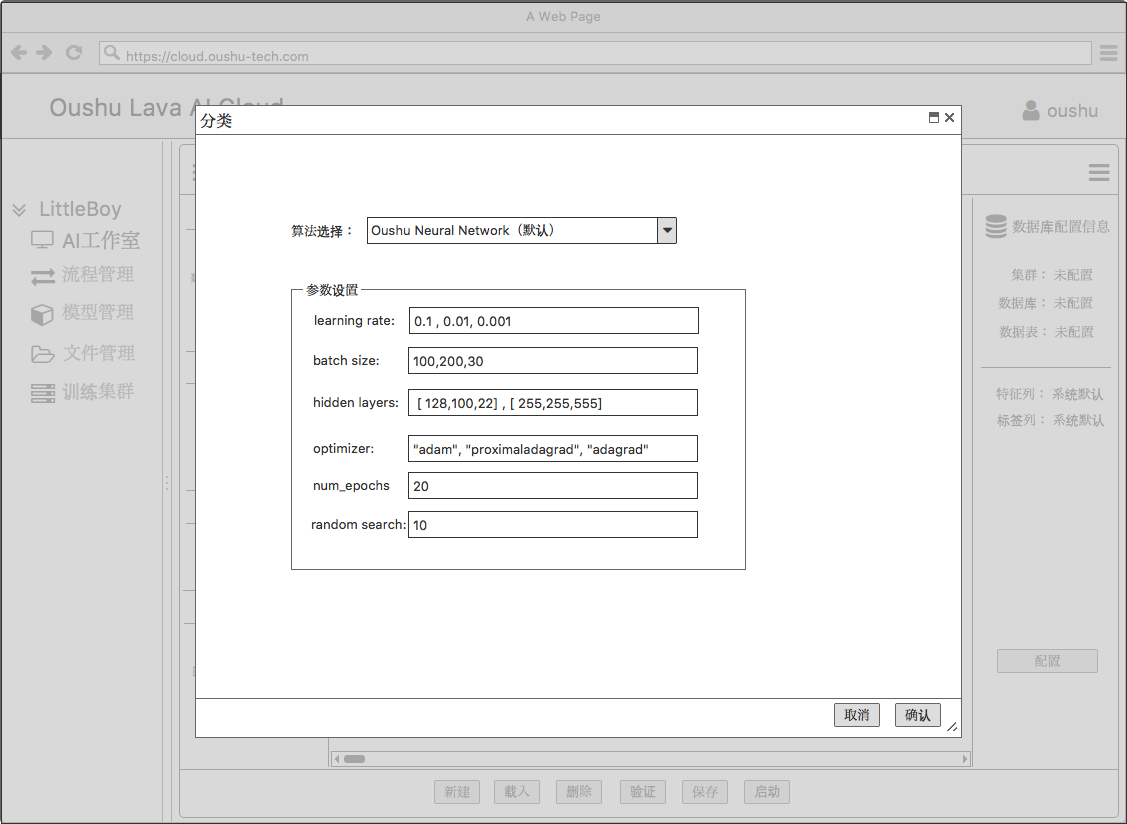 A Web Page
https://cloud.oushu-tech.com
Oushu Lava AI Cloud
oushu
分类
LittleBoy
AI工作室
流程管理
模型管理
文件管理
训练集群
算法选择：
Oushu Neural Network（默认）
参数设置
learning rate:
0.1 , 0.01, 0.001
batch size:
100,200,30
hidden layers:
[ 128,100,22] , [ 255,255,555]
optimizer:
"adam", "proximaladagrad", "adagrad"
num_epochs
20
random search:
10
取消
确认
数据库配置信息
集群： 未配置
数据库： 未配置
数据表： 未配置
特征列： 系统默认
标签列： 系统默认
配置
新建
载入
删除
验证
保存
启动